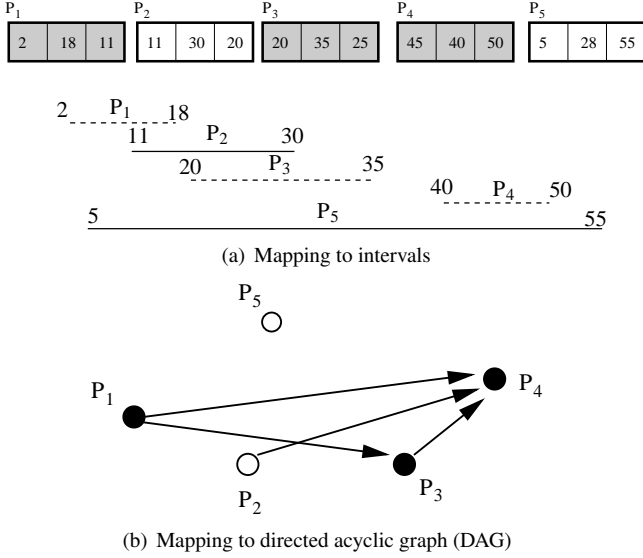 P1 P2 P3 P4 P5
2 18 11 11 30 20 20 35 25 45 40 50 5 28 55
2 P1 18
11 P2 30
20 P3 35
40 P4 50
5 P5 55
(a) Mapping to intervals
P5
P1
P4
P2
P3
(b) Mapping to directed acyclic graph (DAG)